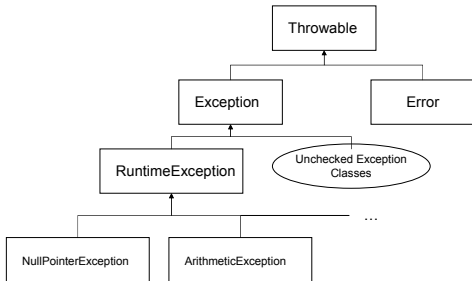 Throwable
Exception
Error
RuntimeException
Unchecked Exception
Classes
...
NullPointerException
ArithmeticException